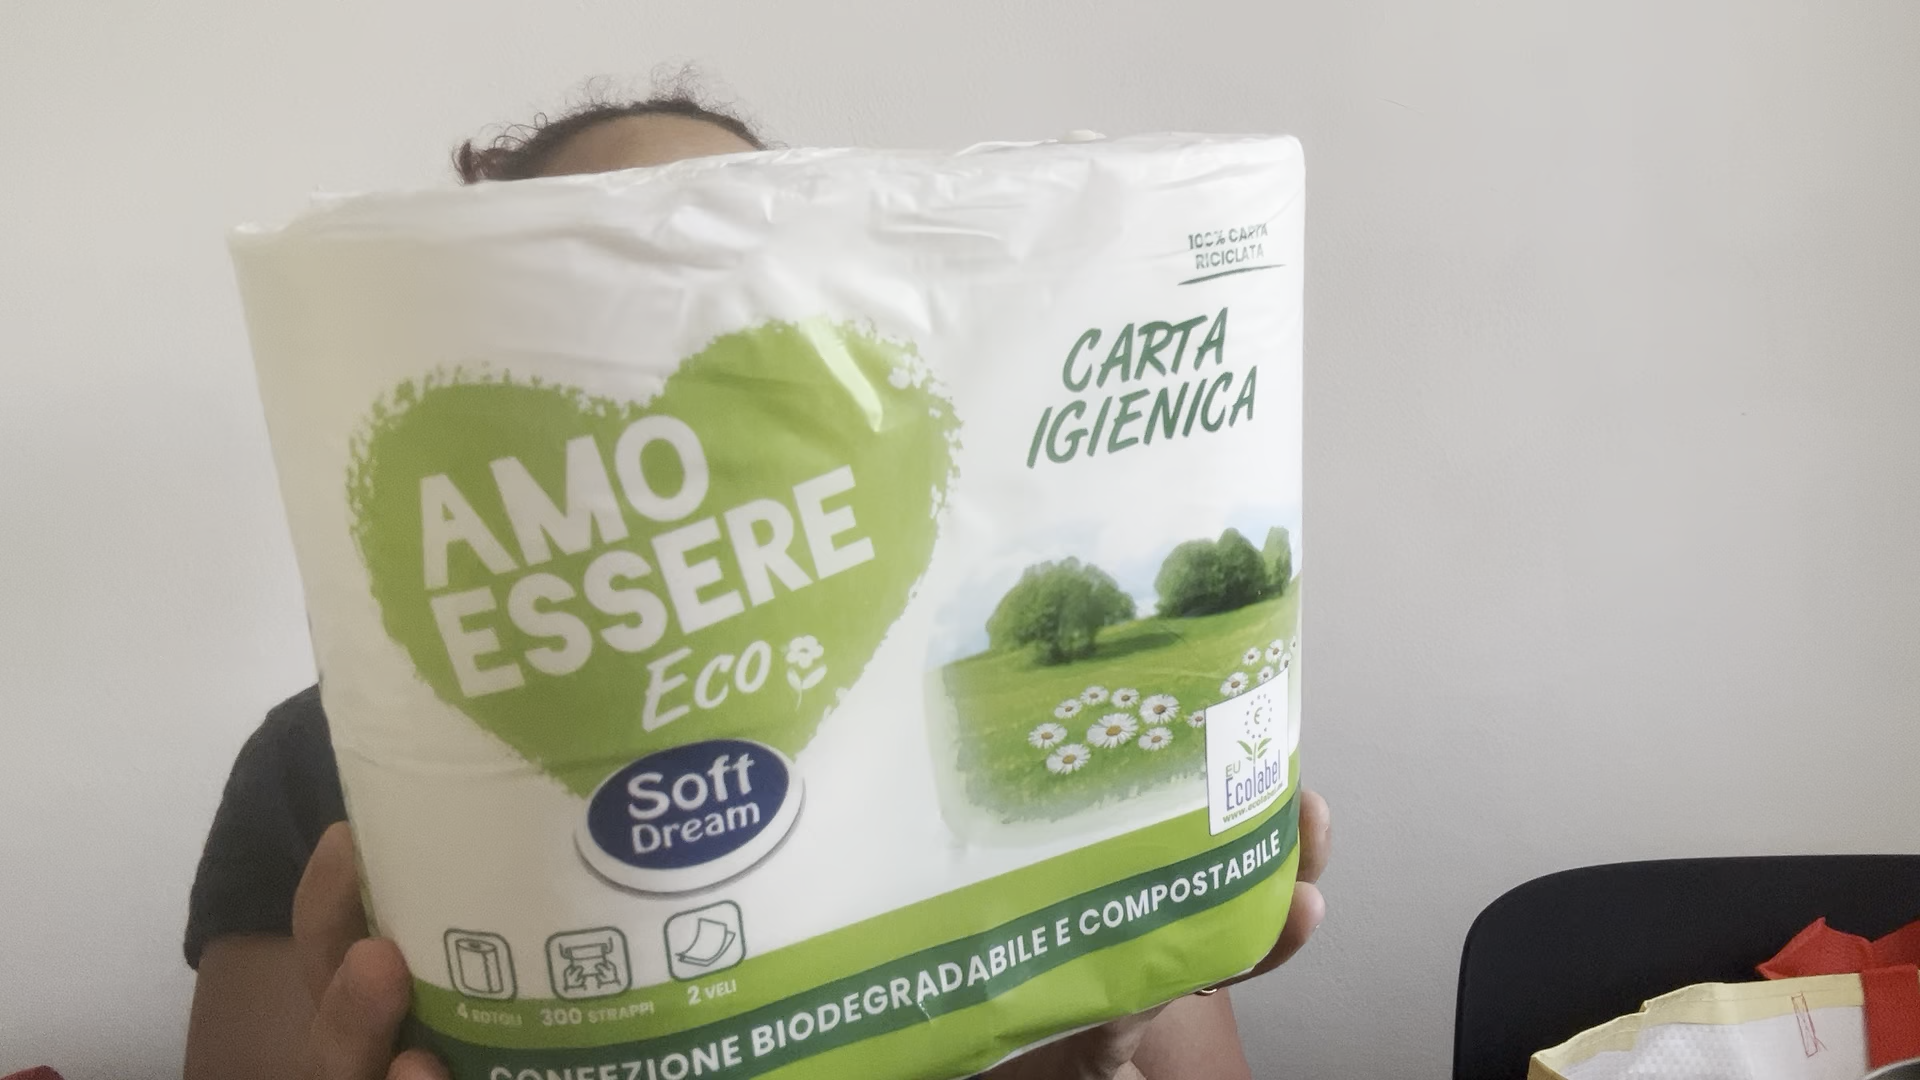 100% CARTA
RICICLATA
CARTA
IGIENICA
AMO
ESSERE
Eco
Soft
Dream
EU
Ecolabel
4 ROTOLI
300 STRAPPI
2 VELI
CONFEZIONE BIODEGRADABILE E COMPOSTABILE